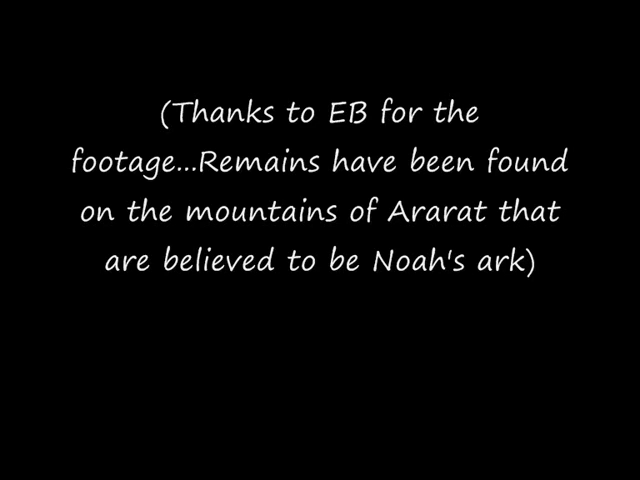 (Thanks to EB for the
footage...Remains have been found
on the mountains of Ararat that
are believed to be Noah's ark)